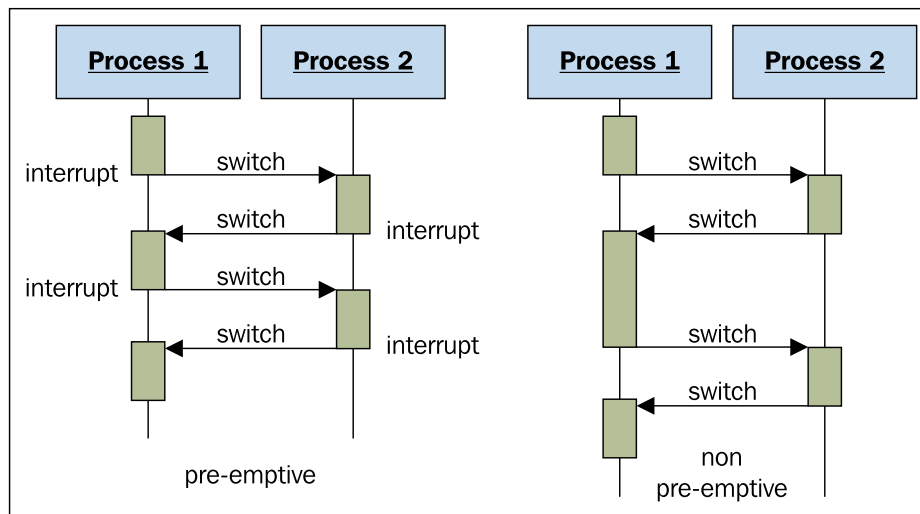 Process 1
Process 2
interrupt
switch
switch
interrupt
interrupt
switch
switch
interrupt
pre-emptive
Process 1
Process 2
switch
switch
switch
switch
non
pre-emptive